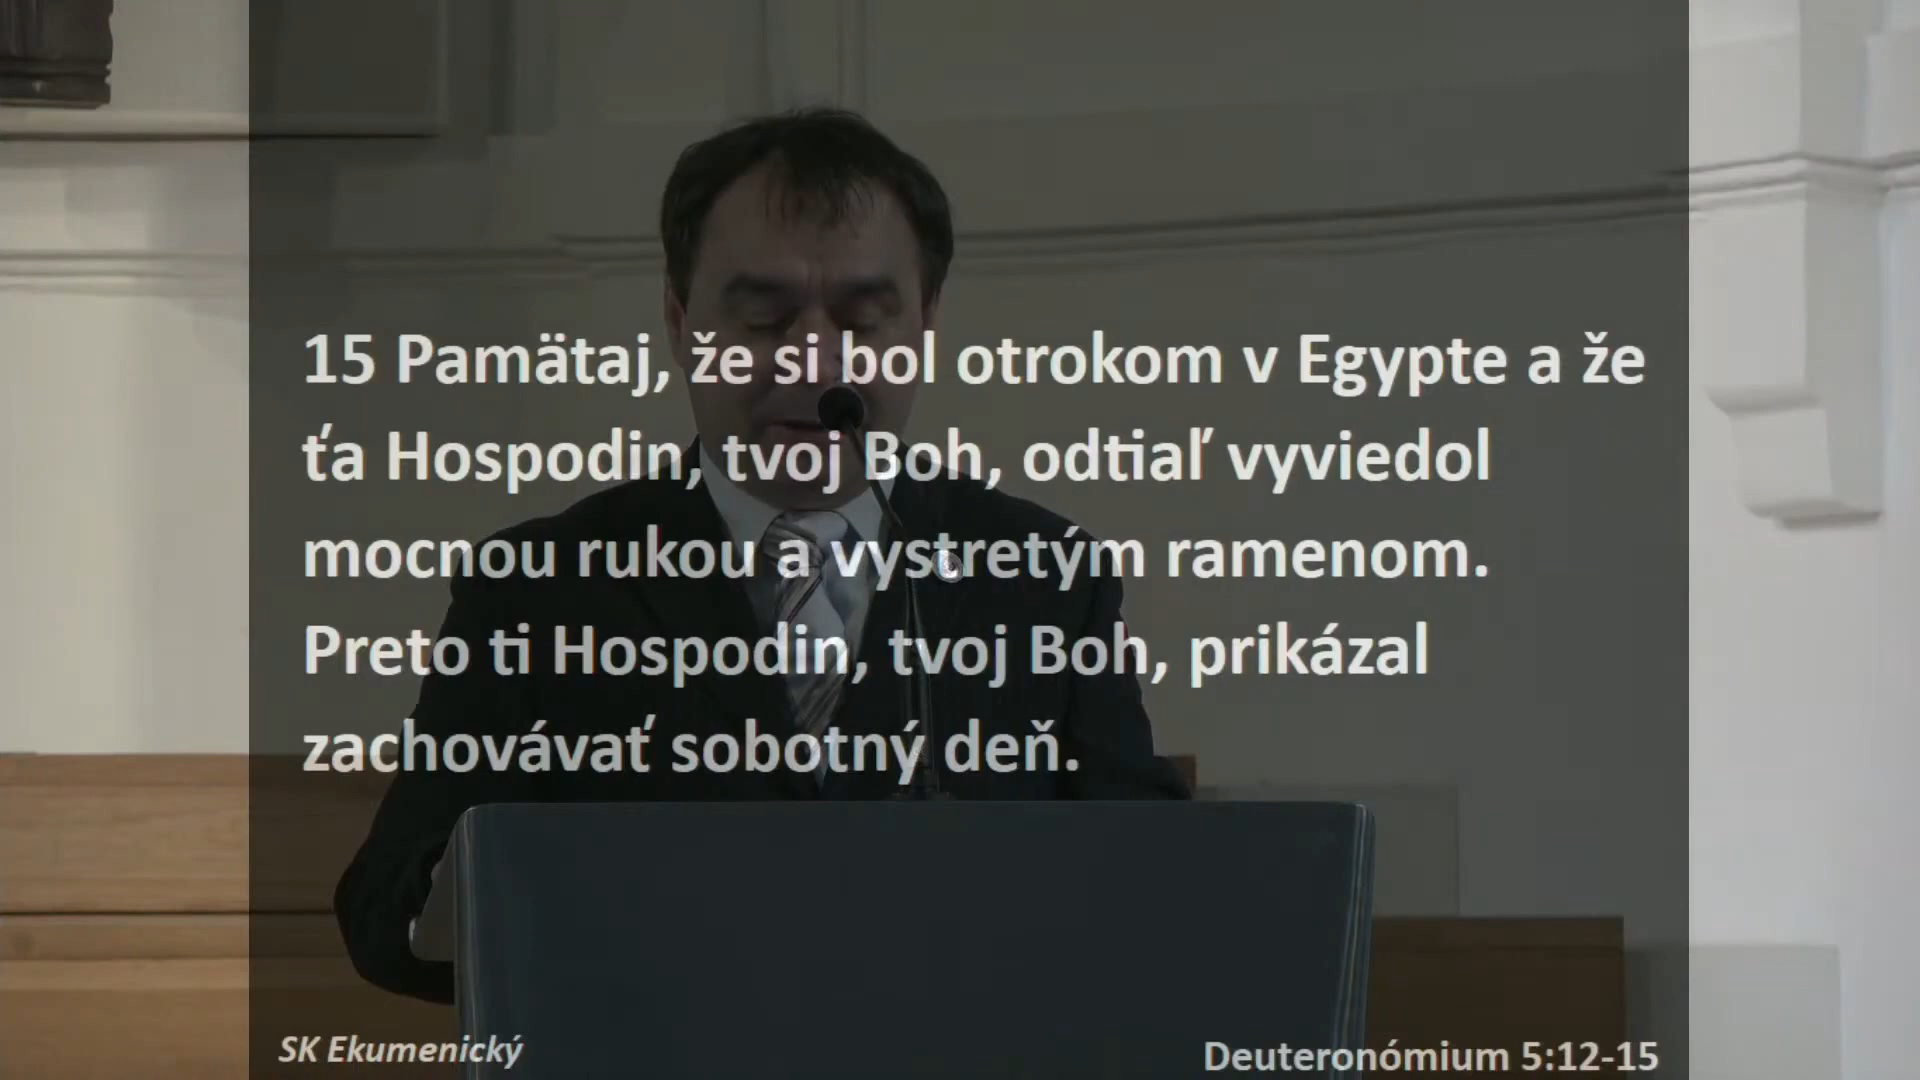 15 Pamätaj, že si bol otrokom v Egypte a že
ťa Hospodin, tvoj Boh, odtiaľ vyviedol
mocnou rukou a vystretým ramenom.
Preto ti Hospodin, tvoj Boh, prikázal
zachovávať sobotný deň.
SK Ekumenický
Deuteronómium 5:12-15